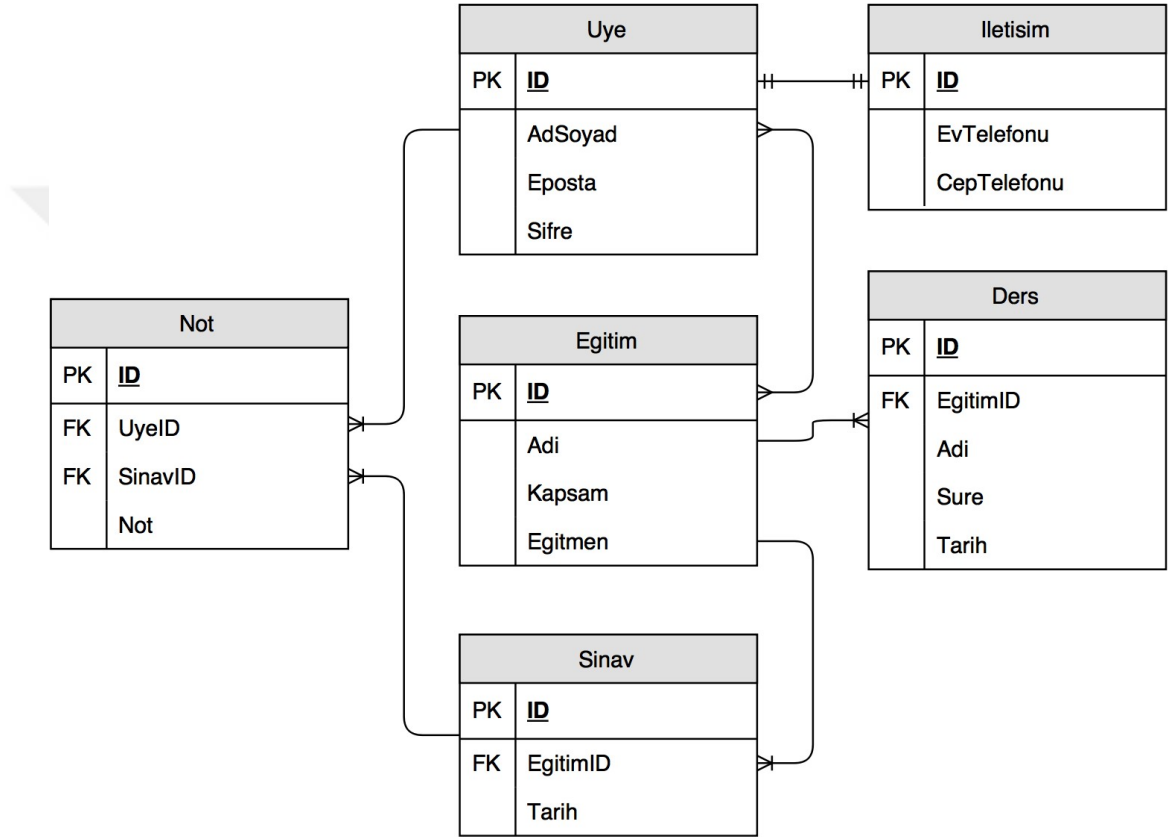 Uye
PK ID
AdSoyad
Eposta
Sifre
Iletisim
PK ID
EvTelefonu
CepTelefonu
Not
PK ID
FK UyeID
FK SinavID
Not
Egitim
PK ID
Adi
Kapsam
Egitmen
Ders
PK ID
FK EgitimID
Adi
Sure
Tarih
Sinav
PK ID
FK EgitimID
Tarih